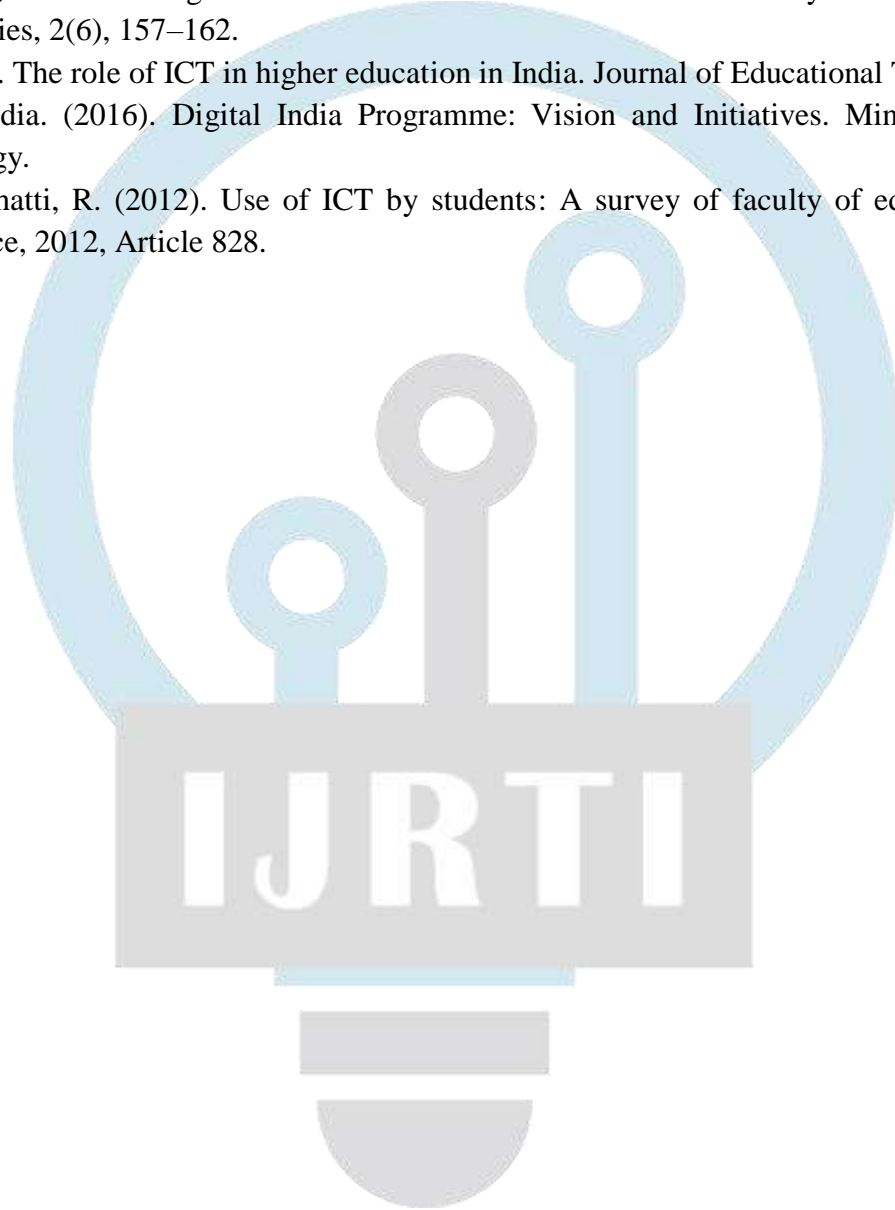 ies, 2(6), 157–162.
. The role of ICT in higher education in India. Journal of Educational
dia. (2016). Digital India Programme: Vision and Initiatives. Min
gy.
natti, R. (2012). Use of ICT by students: A survey of faculty of ed
ce, 2012, Article 828.
IJRTI